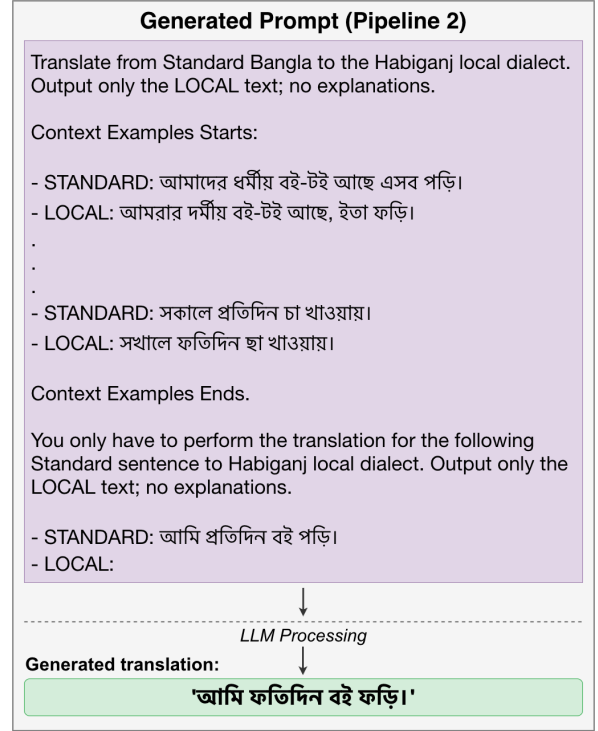 Generated Prompt (Pipeline 2)
Translate from Standard Bangla to the Habiganj local dialect.
Output only the LOCAL text; no explanations.
Context Examples Starts:
- STANDARD: আমাদের ধর্মীয় বই-টই আছে এসব পড়ি।
- LOCAL: আমরার দর্মীয় বই-টই আছে, ইতা ফড়ি।
.
.
.
- STANDARD: সকালে প্রতিদিন চা খাওয়ায়।
- LOCAL: সখালে ফতিদিন ছা খাওয়ায়।
Context Examples Ends.
You only have to perform the translation for the following
Standard sentence to Habiganj local dialect. Output only the
LOCAL text; no explanations.
- STANDARD: আমি প্রতিদিন বই পড়ি।
- LOCAL:
LLM Processing
Generated translation:
'আমি ফতিদিন বই ফড়ি।'